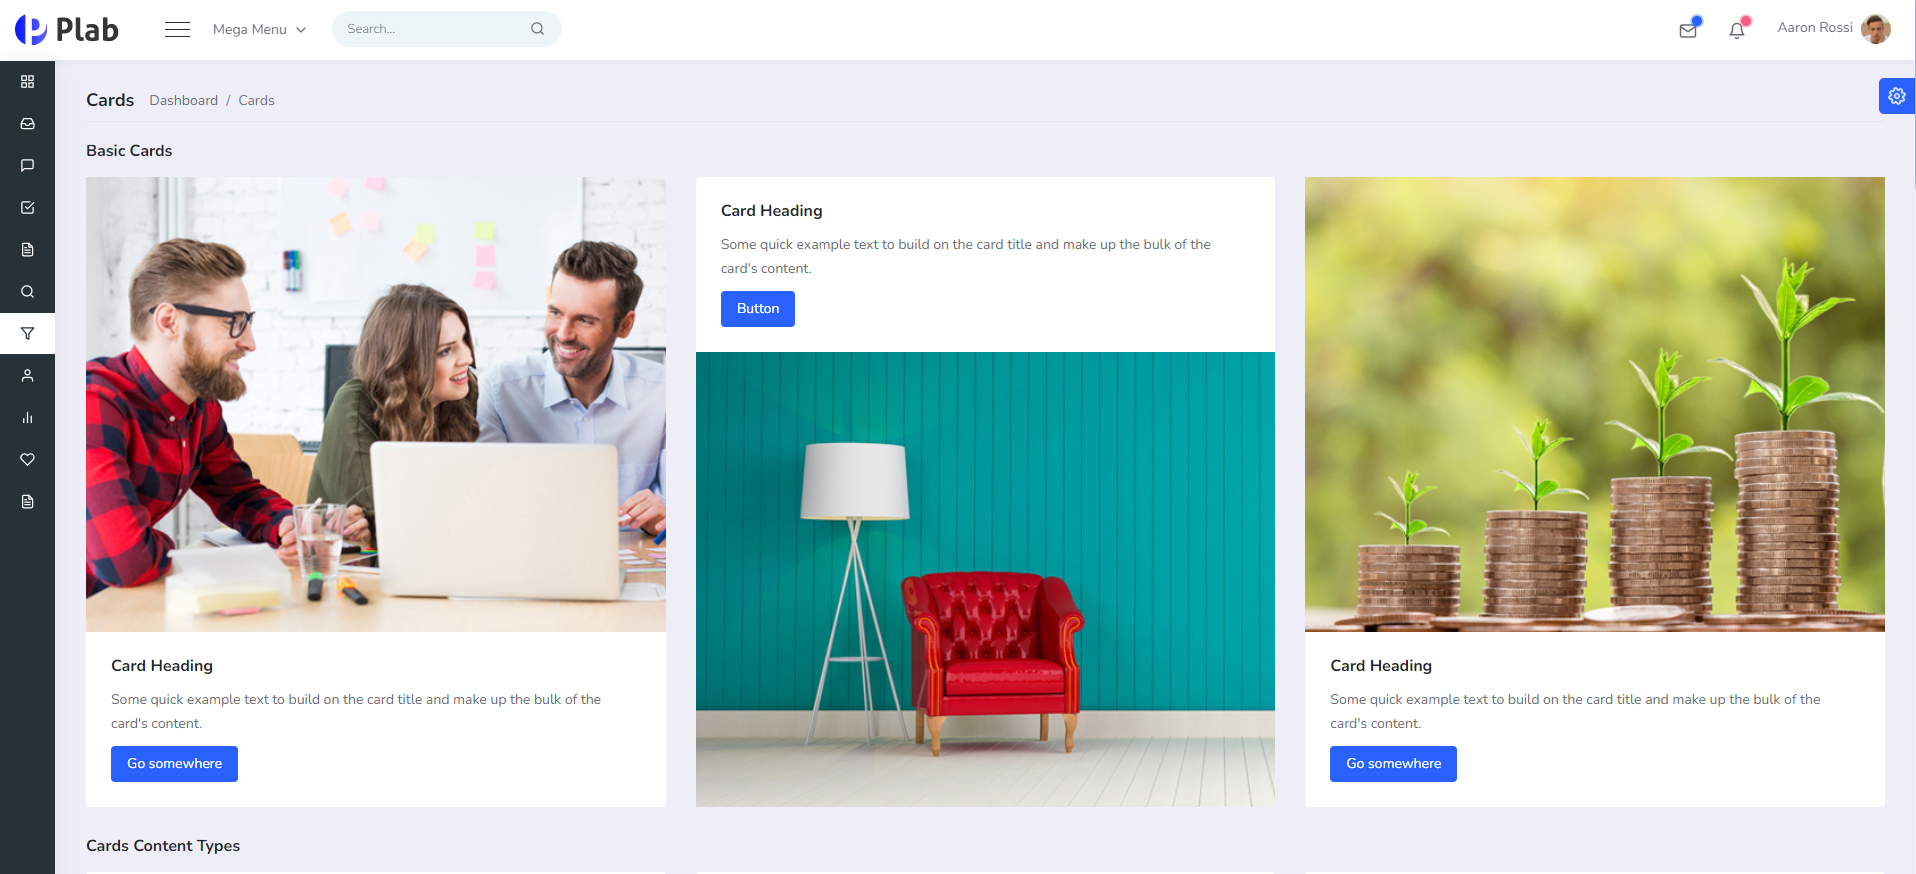 Plab
Mega Menu
Search...
Aaron Rossi
Cards
Dashboard / Cards
Basic Cards
Card Heading
Some quick example text to build on the card title and make up the bulk of the
card's content.
Go somewhere
Card Heading
Some quick example text to build on the card title and make up the bulk of the
card's content.
Button
Card Heading
Some quick example text to build on the card title and make up the bulk of the
card's content.
Go somewhere
Cards Content Types